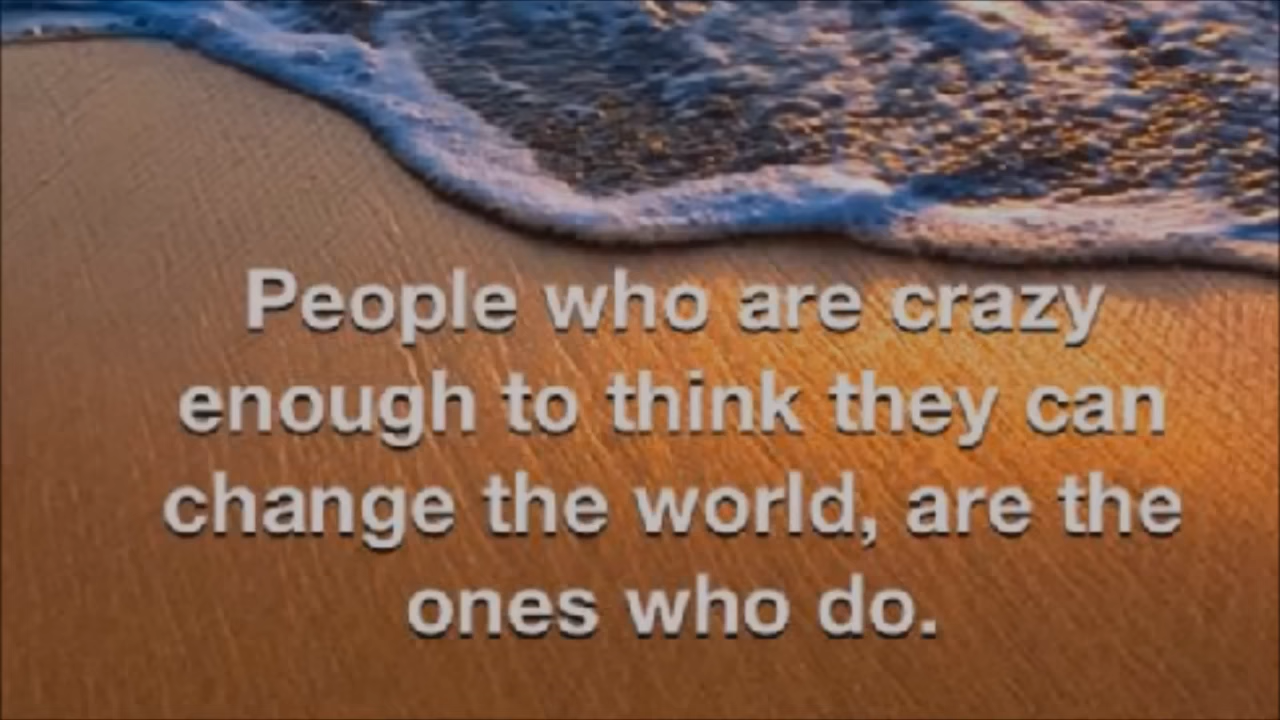 People who are crazy
enough to think they can
change the world, are the
ones who do.